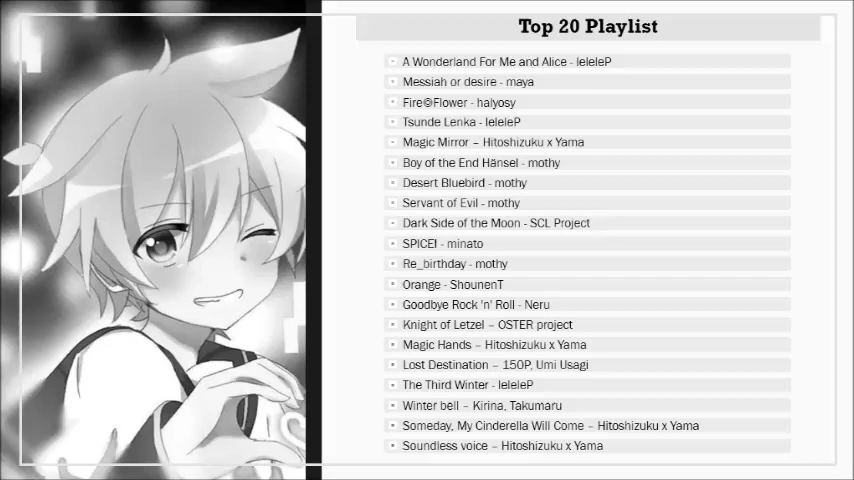 Top 20 Playlist
A Wonderland For Me and Alice - leleleP
Messiah or desire - maya
Fire◎Flower - halyosy
Tsunde Lenka - leleleP
Magic Mirror – Hitoshizuku x Yama
Boy of the End Hänsel - mothy
Desert Bluebird - mothy
Servant of Evil - mothy
Dark Side of the Moon - SCL Project
SPICE! - minato
Re_birthday - mothy
Orange - ShounenT
Goodbye Rock 'n' Roll - Neru
Knight of Letzel – OSTER project
Magic Hands – Hitoshizuku x Yama
Lost Destination – 150P, Umi Usagi
The Third Winter - leleleP
Winter bell – Kirina, Takumaru
Someday, My Cinderella Will Come – Hitoshizuku x Yama
Soundless voice – Hitoshizuku x Yama